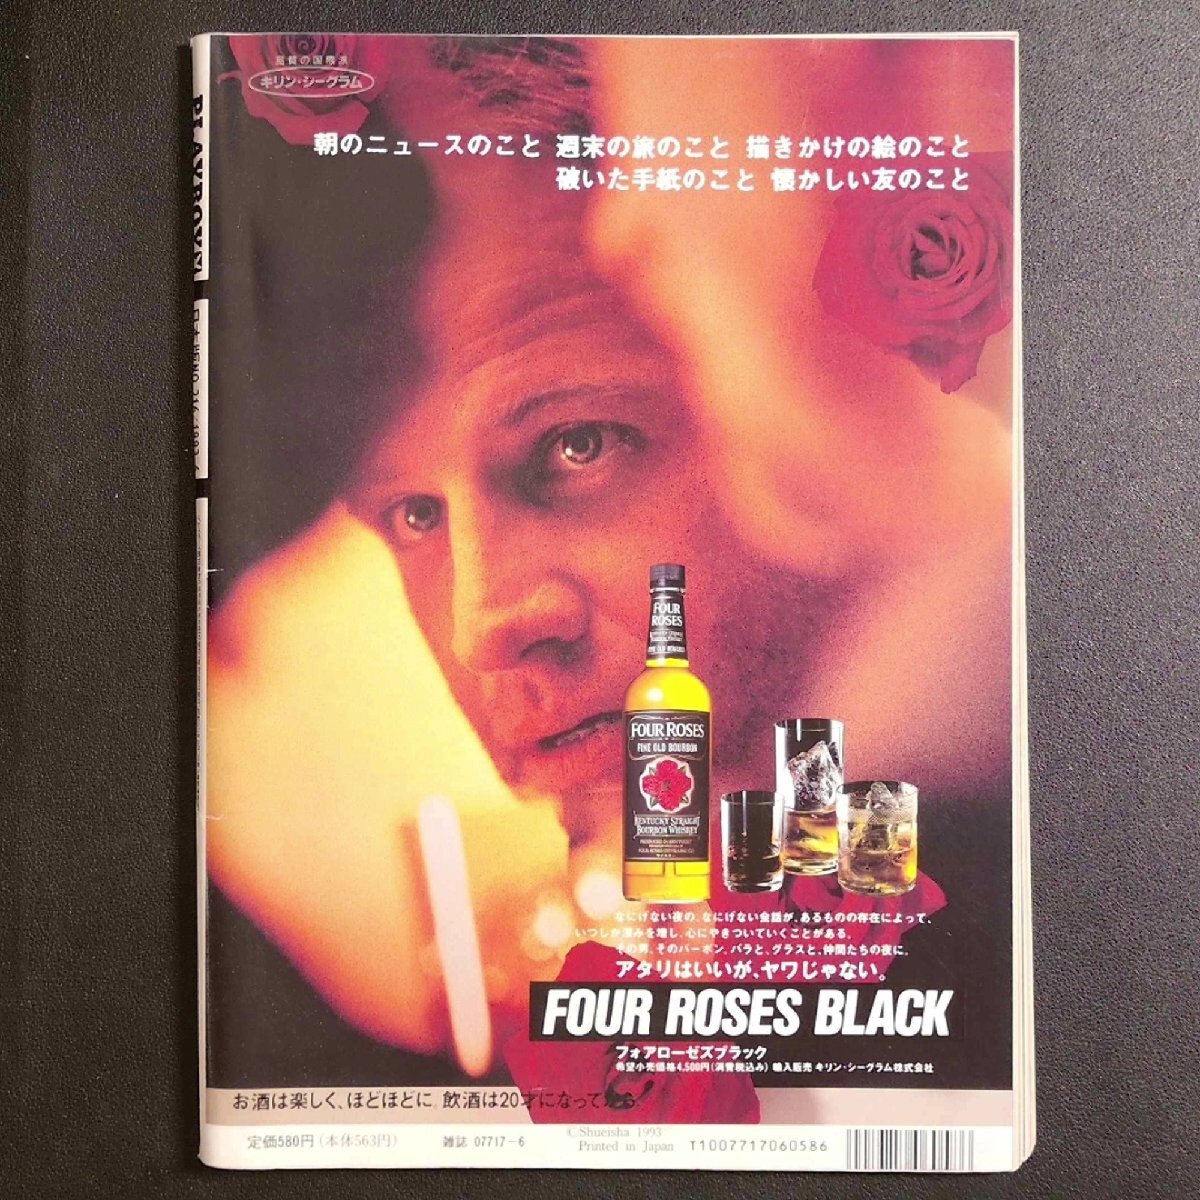 品質の国際派
キリン・シーグラム
朝のニュースのこと 週末の旅のこと 描きかけの絵のこと
破いた手紙のこと 懐かしい友のこと
PLAYBOY
FOUR
ROSES
KENTUCKY STRAIGHT
BOURBON WHISKEY
FINE OLD BOURBON
FOUR ROSES
FINE OLD BOURBON
KENTUCKY STRAIGHT
BOURBON WHISKEY
なにげない夜の、なにげない会話が、あるものの存在によって、
いつしか深みを増し、心にやきついていくことがある。
その男、そのバーボン。バラと、グラスと、仲間たちの夜に。
アタリはいいが、ヤワじゃない。
FOUR ROSES BLACK
フォアローゼズブラック
希望小売価格4,500円(消費税込み) 輸入販売 キリン・シーグラム株式会社
お酒は楽しく、ほどほどに。飲酒は20才になってから。
定価580円(本体563円) 雑誌 07717-6 ©Shueisha 1993
Printed in Japan T1007717060586